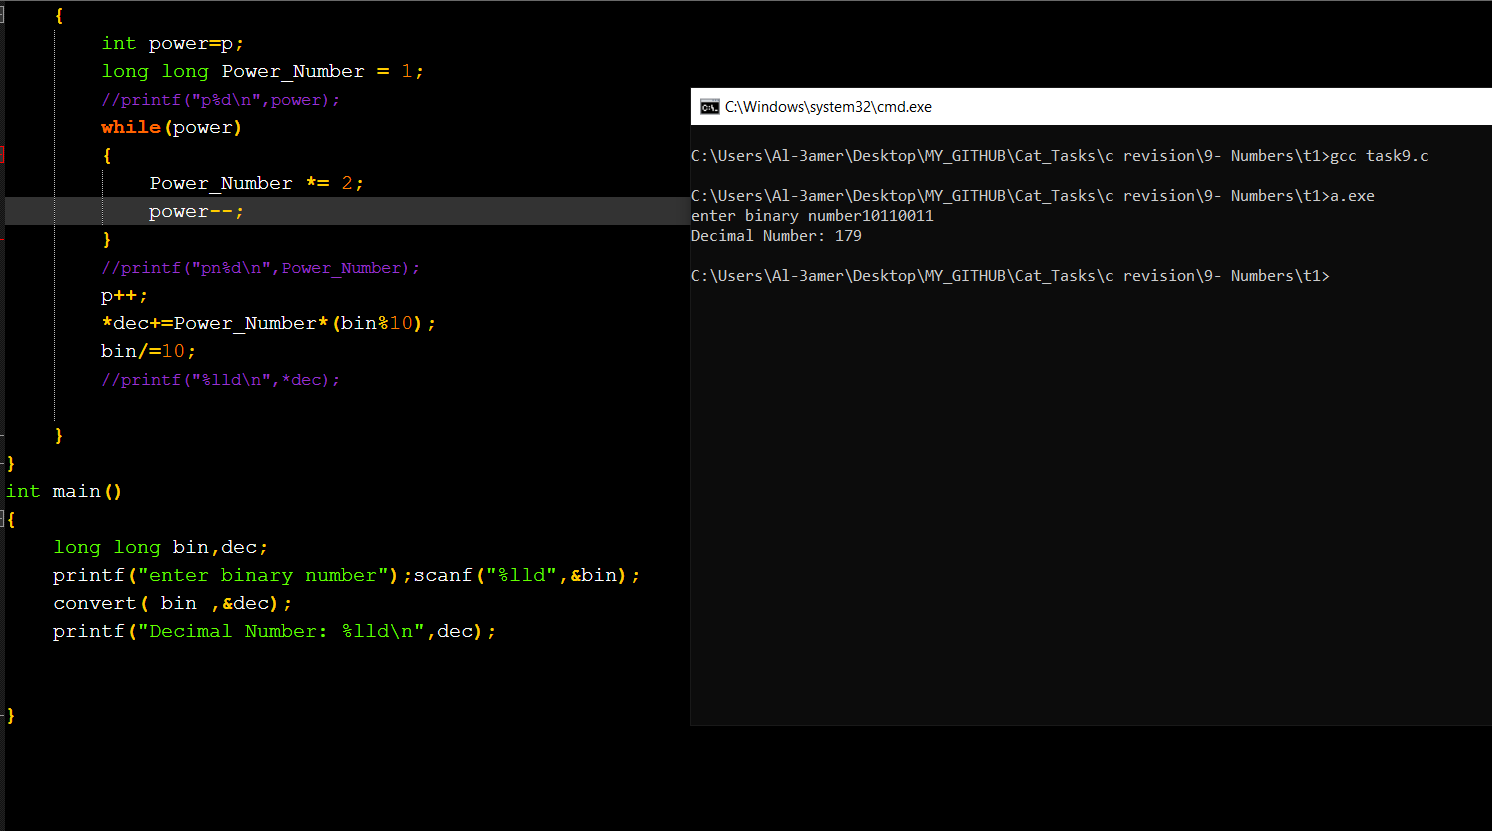 {
int power=p;
long long Power_Number = 1;
//printf("p%d\n",power);
while(power)
{
Power_Number *= 2;
power--;
}
//printf("pn%d\n",Power_Number);
p++;
*dec+=Power_Number*(bin%10);
bin/=10;
//printf("%lld\n",*dec);
}
}
int main()
{
long long bin,dec;
printf("enter binary number");scanf("%lld",&bin);
convert( bin ,&dec);
printf("Decimal Number: %lld\n",dec);
}
C:\Windows\system32\cmd.exe
C:\Users\Al-3amer\Desktop\MY_GITHUB\Cat_Tasks\c revision\9- Numbers\t1>gcc task9.c
C:\Users\Al-3amer\Desktop\MY_GITHUB\Cat_Tasks\c revision\9- Numbers\t1>a.exe
enter binary number10110011
Decimal Number: 179
C:\Users\Al-3amer\Desktop\MY_GITHUB\Cat_Tasks\c revision\9- Numbers\t1>